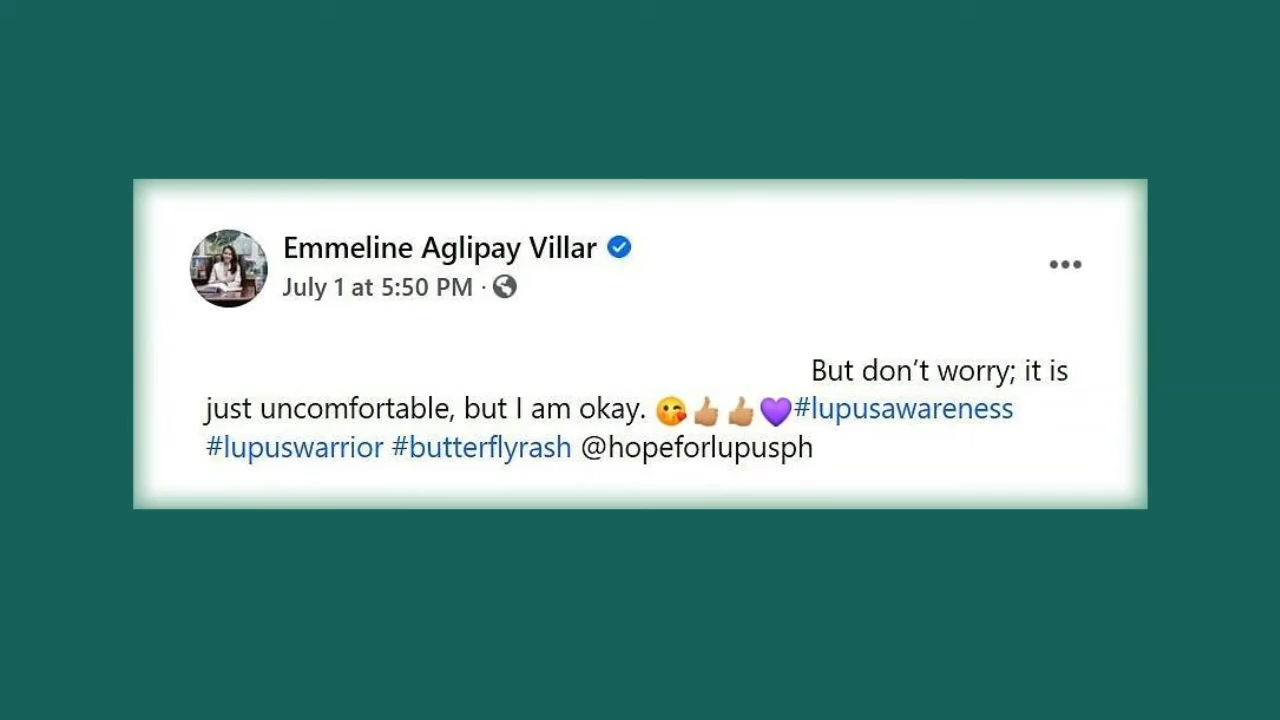 Emmeline Aglipay Villar
July 1 at 5:50 PM ·
But don’t worry; it is
just uncomfortable, but I am okay. 😘👍🏽👍🏽💜#lupusawareness
#lupuswarrior #butterflyrash @hopeforlupusph